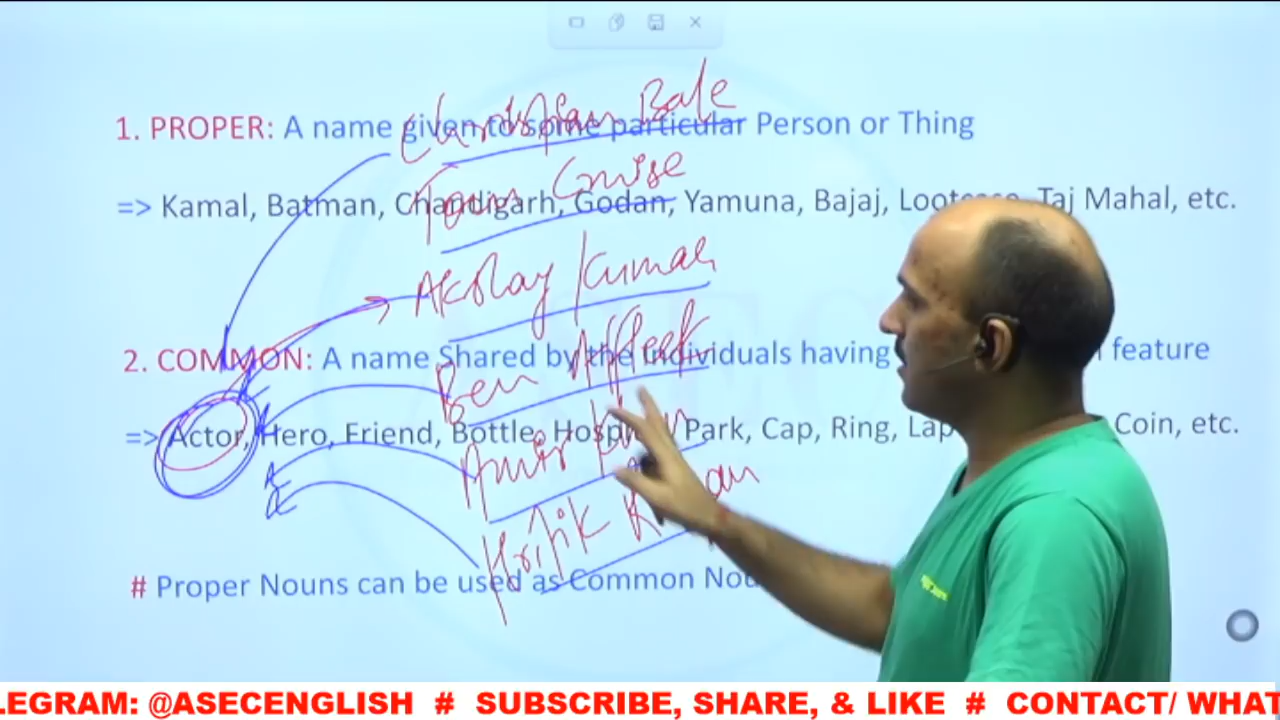 1. PROPER: A name given to some particular Person or Thing
Christian Bale
=> Kamal, Batman, Chandigarh, Godan, Yamuna, Bajaj, Taj Mahal, etc.
Tom Cruise
Akshay Kumar
2. COMMON: A name Shared by the individuals having feature
Ben Affleck
=> Actor, Hero, Friend, Bottle, Park, Cap, Ring, Coin, etc.
Amir Khan
Hritik
# Proper Nouns can be used as Common
LEGRAM: @ASECENGLISH # SUBSCRIBE, SHARE, & LIKE # CONTACT/ WHAT